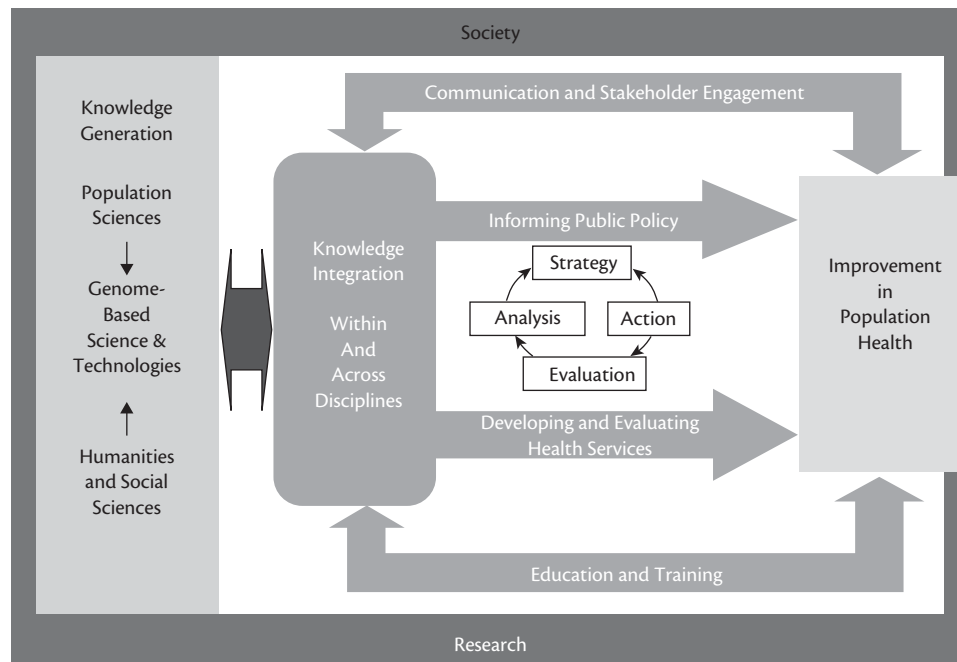 Society
Knowledge
Generation
Population
Sciences
Genome-
Based
Science &
Technologies
Humanities
and Social
Sciences
Communication and Stakeholder Engagement
Knowledge
Integration
Within
And
Across
Disciplines
Informing Public Policy
Strategy
Analysis
Action
Evaluation
Developing and Evaluating
Health Services
Improvement
in
Population
Health
Education and Training
Research